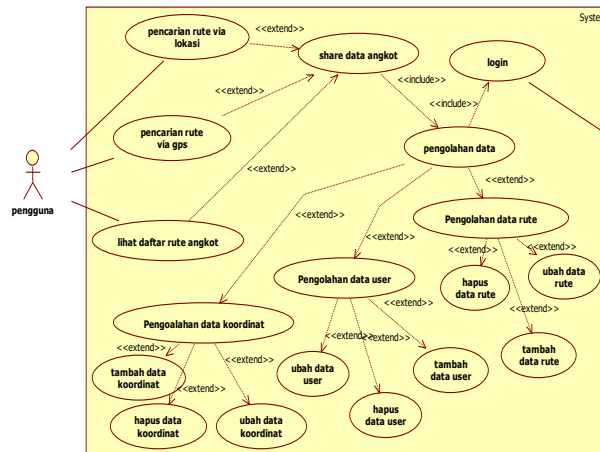 System
pencarian rute via
lokasi
<<extend>>
share data angkot
login
<<extend>>
<<include>>
<<include>>
pencarian rute
via gps
pengolahan data
<<extend>>
<<extend>>
<<extend>>
<<extend>>
pengguna
Pengolahan data rute
lihat daftar rute angkot
<<extend>>
<<extend>>
Pengolahan data user
hapus
data rute
ubah data
rute
<<extend>>
<<extend>>
Pengoalahan data koordinat
<<extend>>
<<extend>>
<<extend>>
<<extend>>
tambah
data rute
tambah data
koordinat
<<extend>>
ubah data
user
tambah
data user
hapus data
koordinat
ubah data
koordinat
hapus
data user